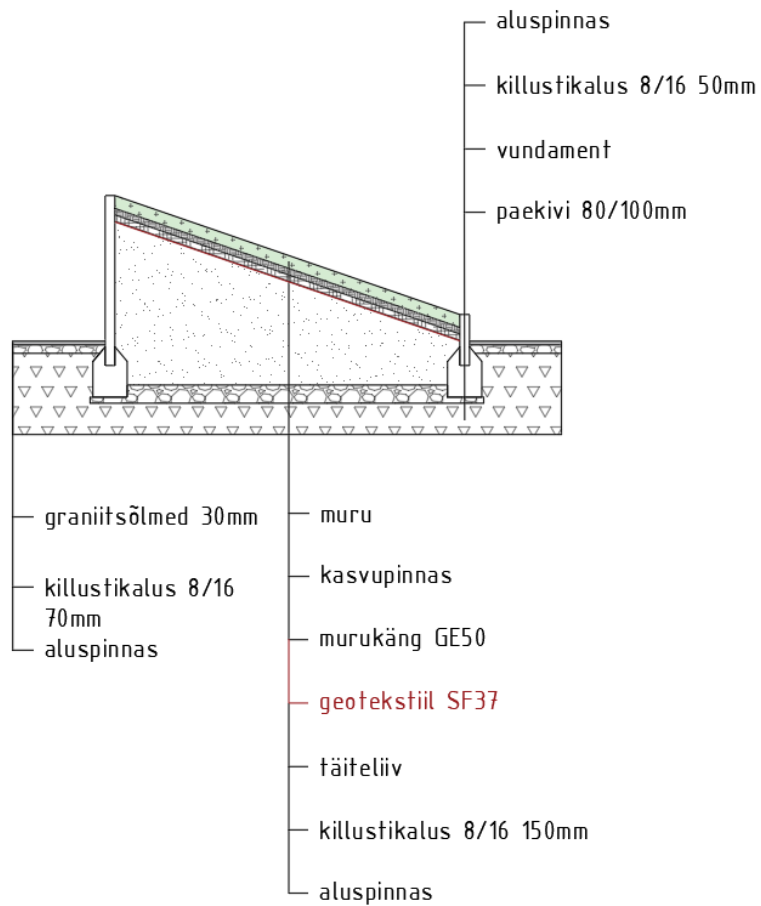 aluspinnas
killustikalus 8/16 50mm
vundament
paekivi 80/100mm
graniitsõlmed 30mm
killustikalus 8/16
70mm
aluspinnas
muru
kasvupinnas
murukäng GE50
geotekstiil SF37
täiteliiv
killustikalus 8/16 150mm
aluspinnas